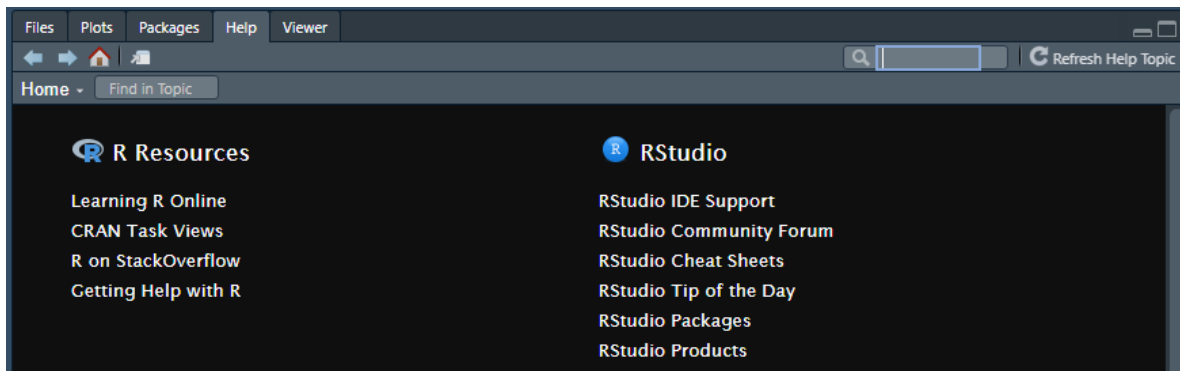 Files Plots Packages Help Viewer
Refresh Help Topic
Home Find in Topic
R R Resources
R RStudio
Learning R Online
CRAN Task Views
R on StackOverflow
Getting Help with R
RStudio IDE Support
RStudio Community Forum
RStudio Cheat Sheets
RStudio Tip of the Day
RStudio Packages
RStudio Products